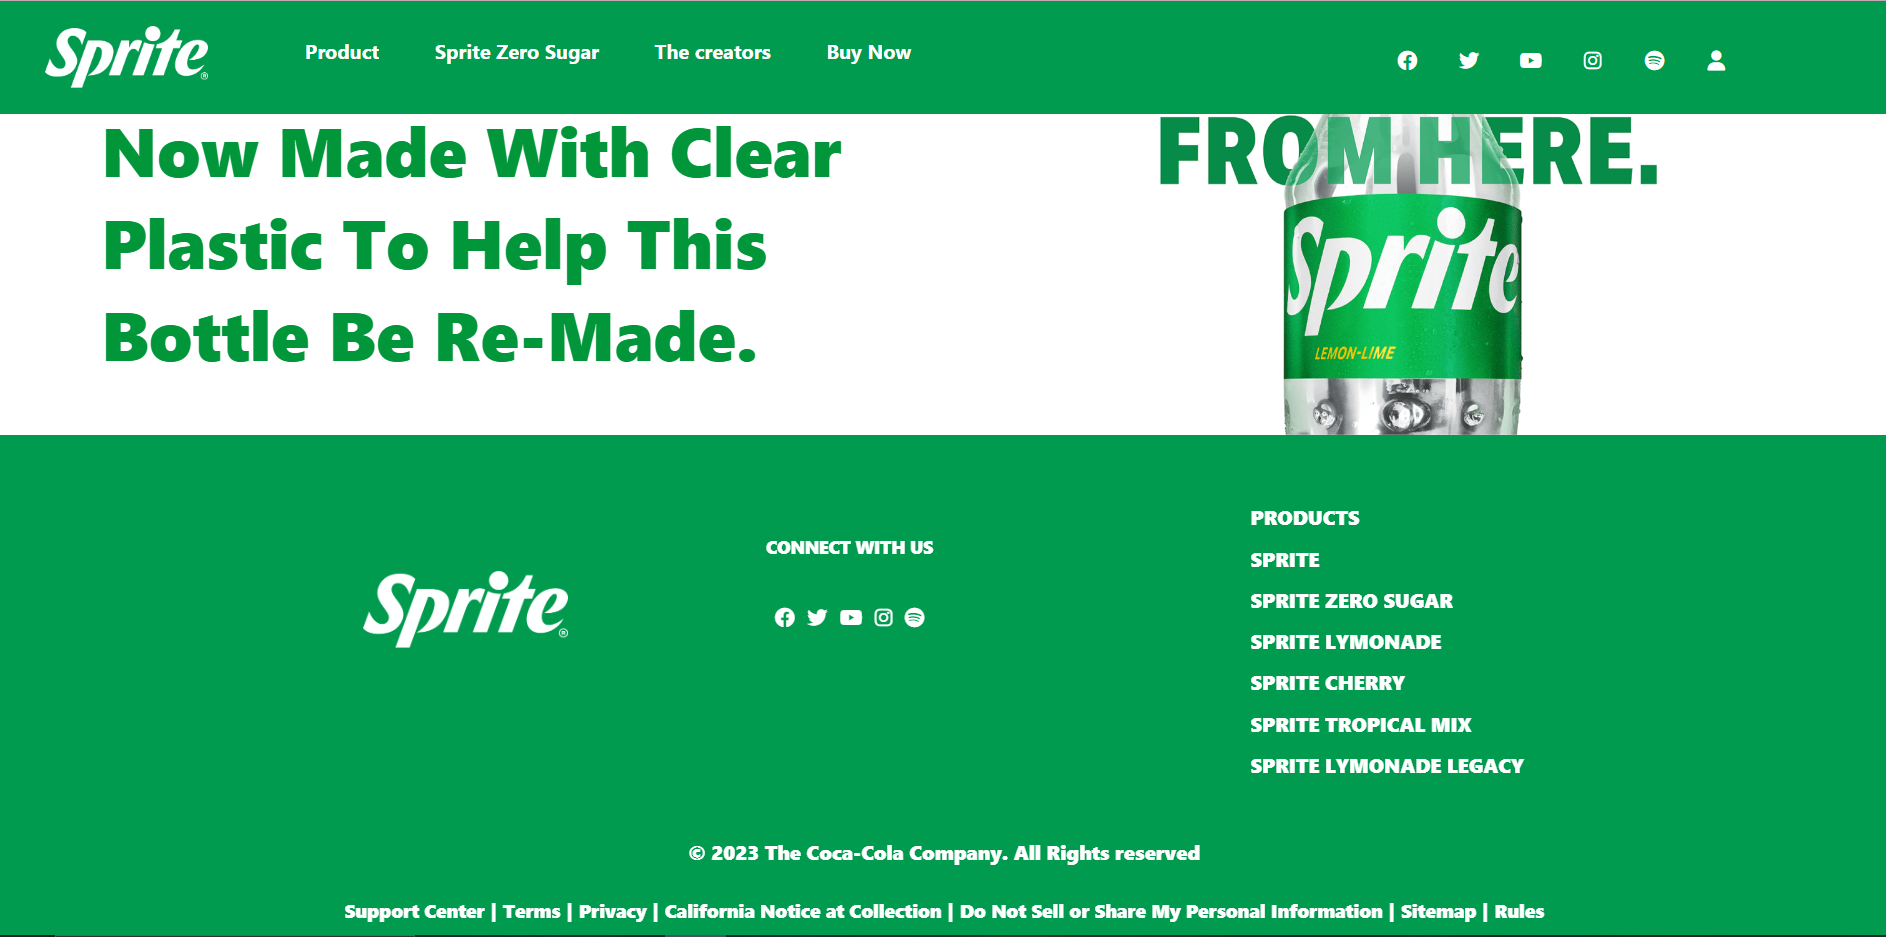 Sprite®
Product
Sprite Zero Sugar
The creators
Buy Now
Now Made With Clear
Plastic To Help This
Bottle Be Re-Made.
FROM HERE.
Sprite
LEMON-LIME
Sprite®
CONNECT WITH US
PRODUCTS
SPRITE
SPRITE ZERO SUGAR
SPRITE LYMONADE
SPRITE CHERRY
SPRITE TROPICAL MIX
SPRITE LYMONADE LEGACY
© 2023 The Coca-Cola Company. All Rights reserved
Support Center | Terms | Privacy | California Notice at Collection | Do Not Sell or Share My Personal Information | Sitemap | Rules